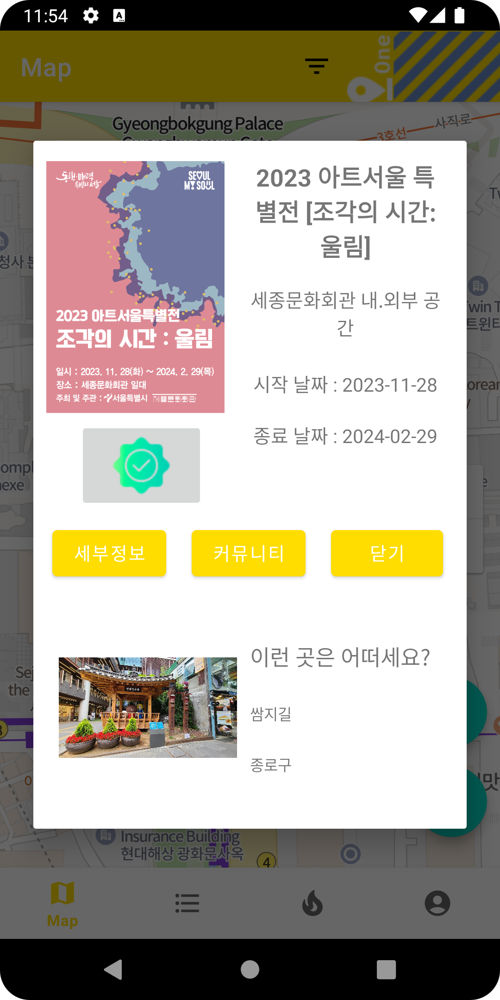 11:54
Map
One
Gyeongbokgung Palace
3호선
사직로
동행·매력
특별시 서울
SEOUL
MY SOUL
2023 아트서울특별전
조각의 시간 : 울림
일시 : 2023. 11. 28(화) ~ 2024. 2. 29(목)
장소 : 세종문화회관 일대
주최 및 주관 : 서울특별시 세종문화회관
2023 아트서울 특
별전 [조각의 시간:
울림]
세종문화회관 내.외부 공
간
시작 날짜 : 2023-11-28
종료 날짜 : 2024-02-29
세부정보
커뮤니티
닫기
이런 곳은 어떠세요?
쌈지길
종로구
청사
Twin T
트윈타
Sej
the
Insurance Building
현대해상 광화문사옥
4
Map